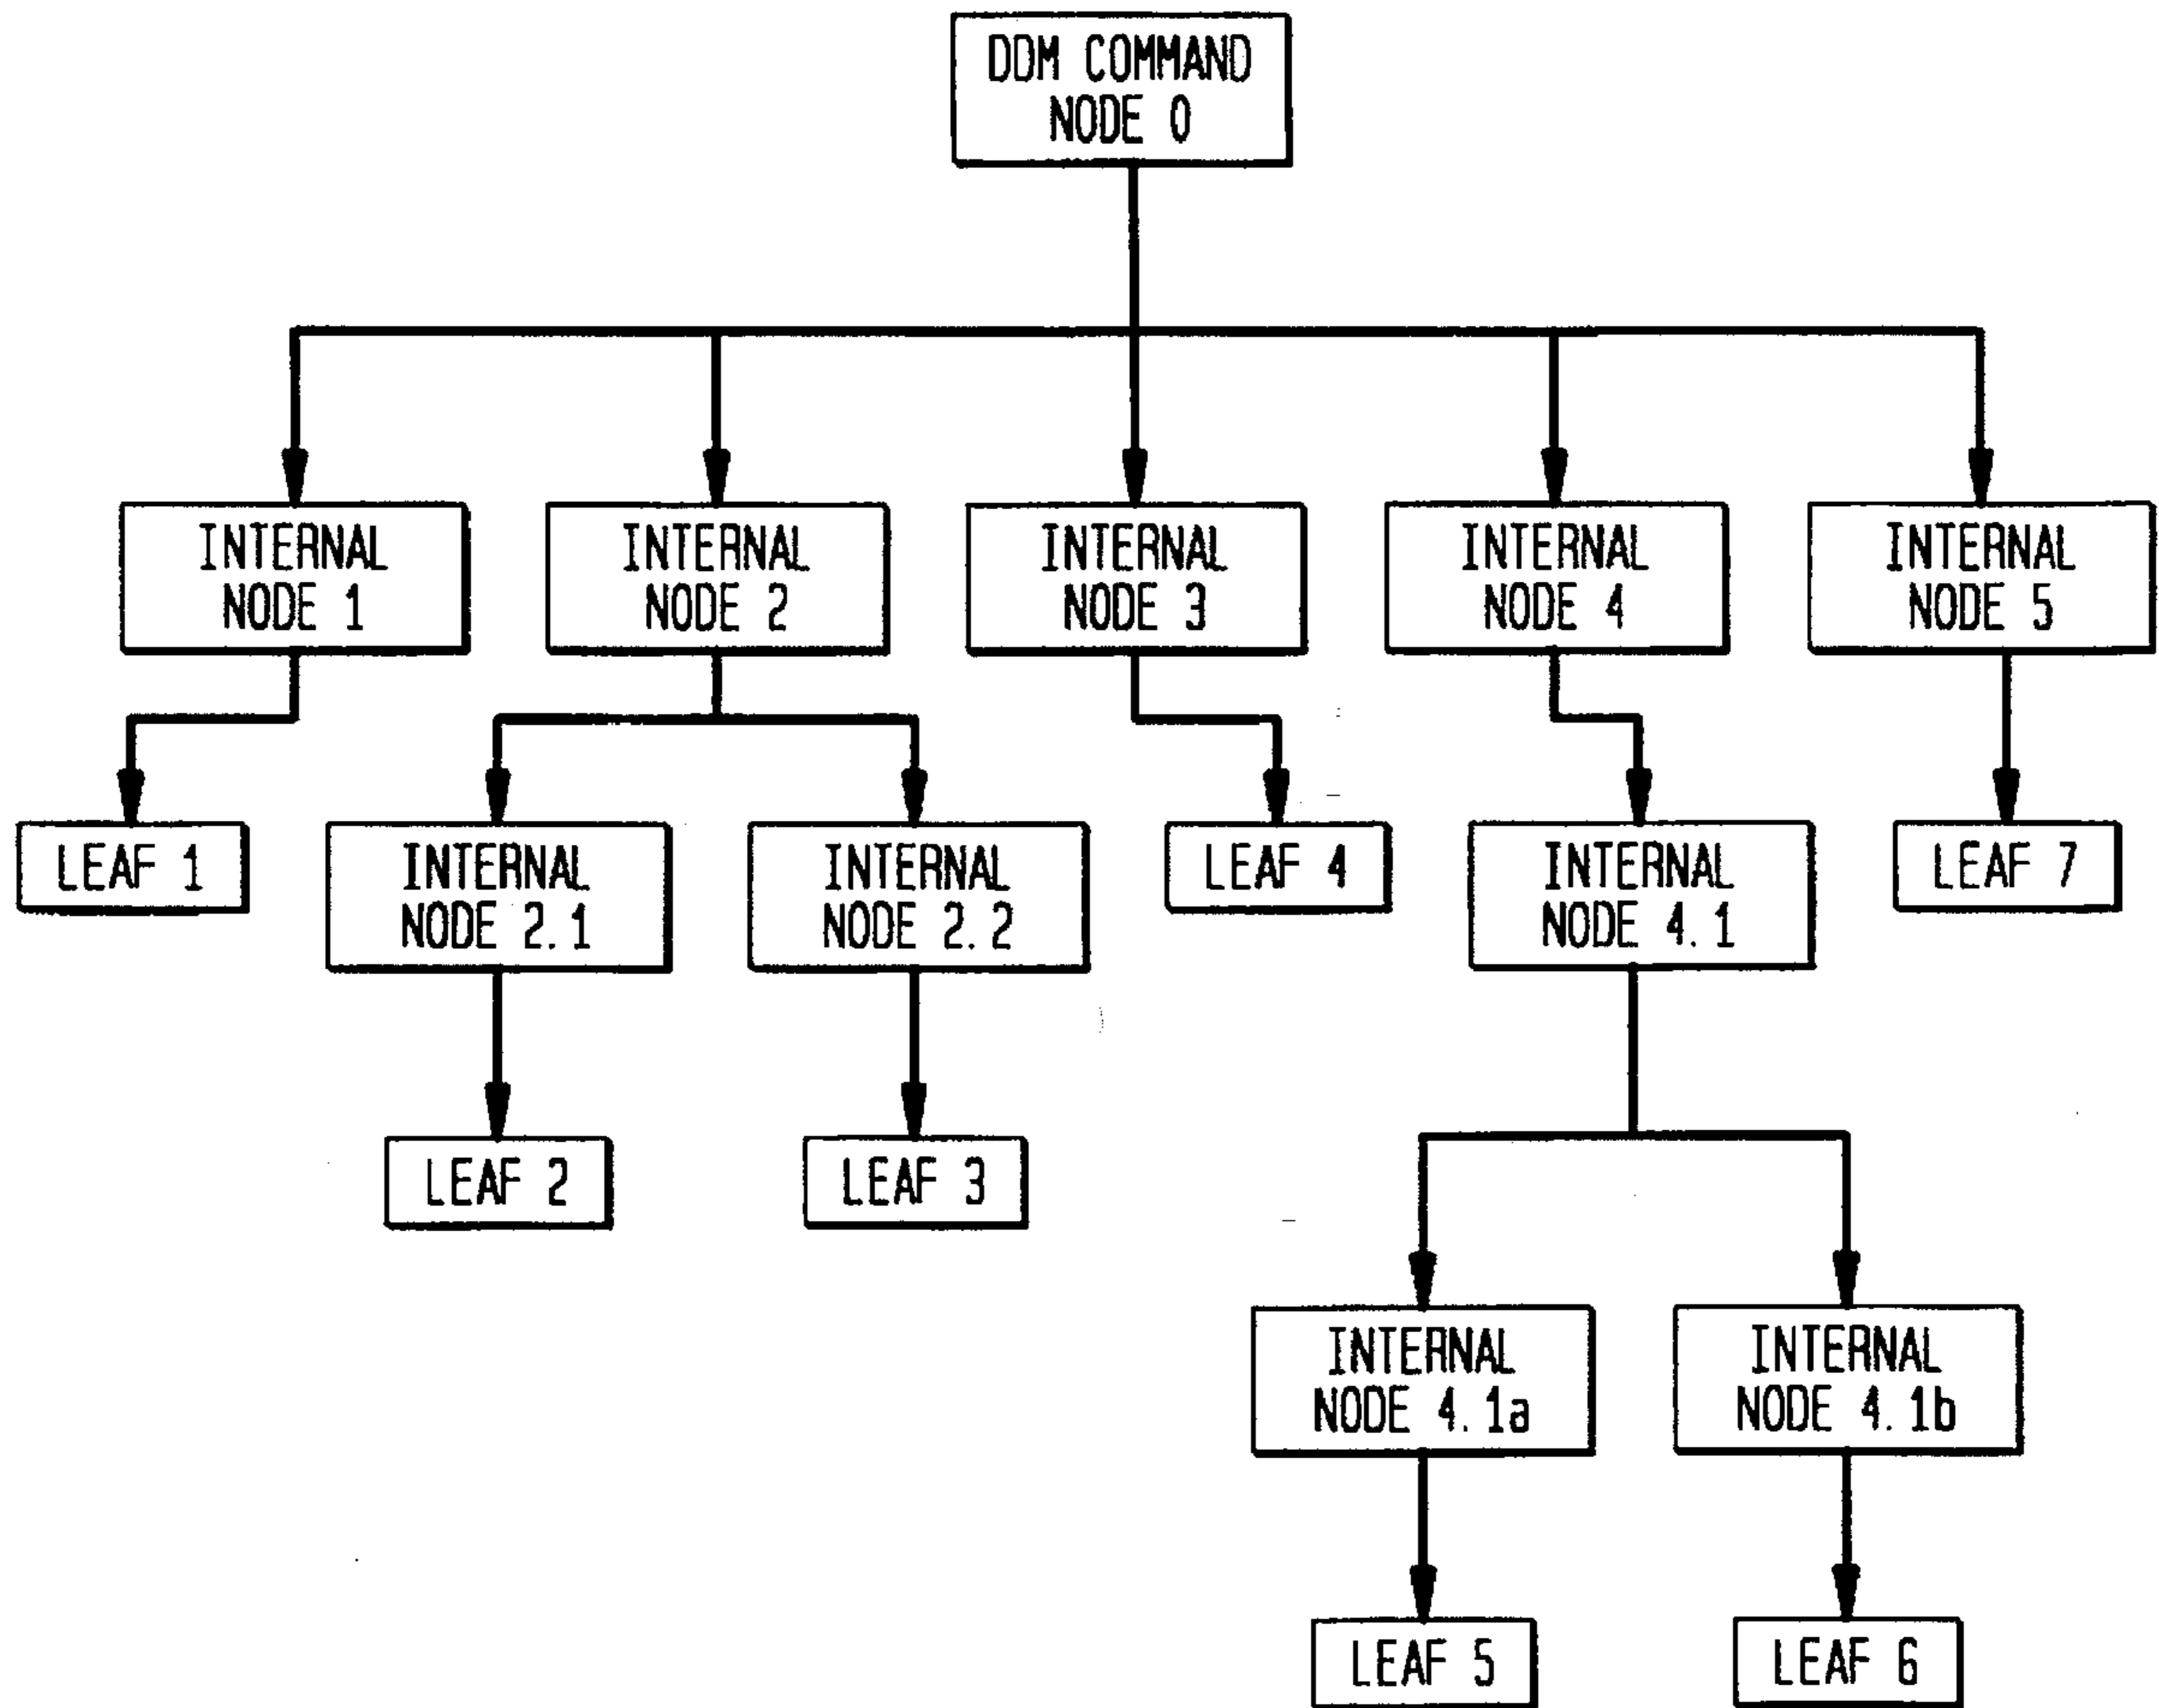 DDM COMMAND
NODE 0
INTERNAL
NODE 1
INTERNAL
NODE 2
INTERNAL
NODE 3
INTERNAL
NODE 4
INTERNAL
NODE 5
LEAF 1
INTERNAL
NODE 2.1
INTERNAL
NODE 2.2
LEAF 4
INTERNAL
NODE 4.1
LEAF 7
LEAF 2
LEAF 3
INTERNAL
NODE 4.1a
INTERNAL
NODE 4.1b
LEAF 5
LEAF 6